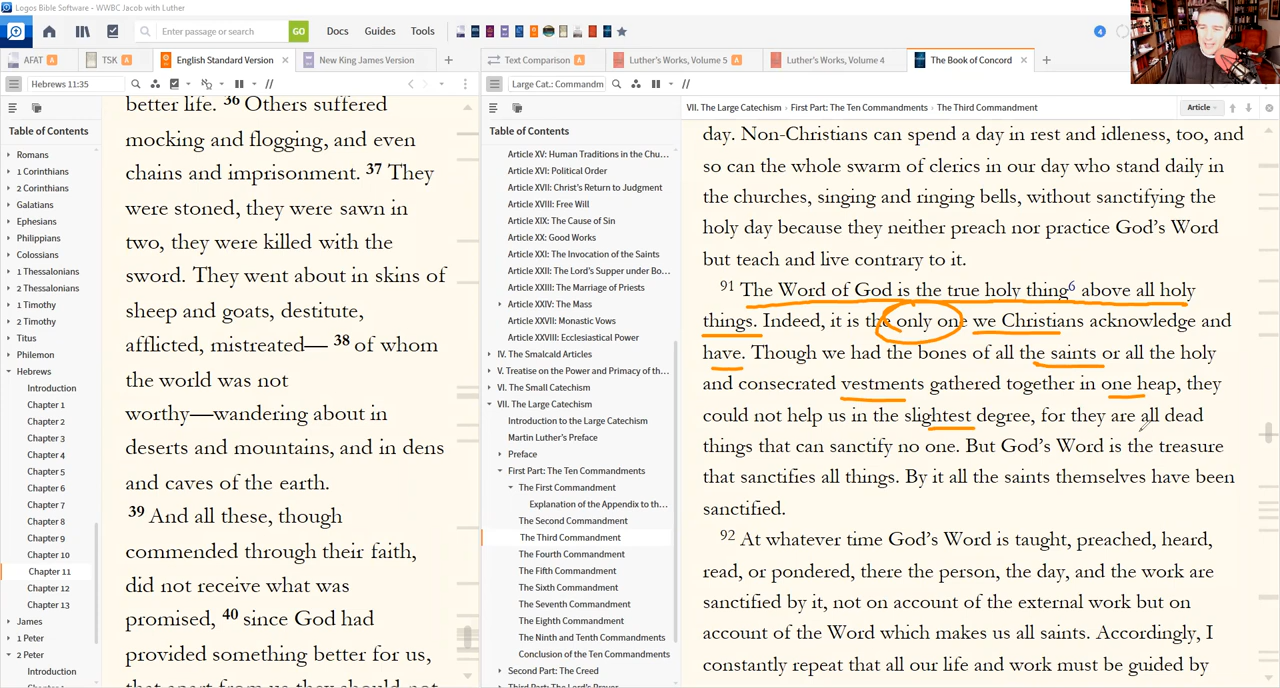 Logos Bible Software - WWBC Jacob with Luther
Enter passage or search GO Docs Guides Tools 4
AFAT A TSK A English Standard Version New King James Version Text Comparison A Luther's Works, Volume 5 A Luther's Works, Volume 4 The Book of Concord
Hebrews 11:35 Large Cat.: Commandm VII. The Large Catechism › First Part: The Ten Commandments › The Third Commandment Article
Table of Contents
Romans
1 Corinthians
2 Corinthians
Galatians
Ephesians
Philippians
Colossians
1 Thessalonians
2 Thessalonians
1 Timothy
2 Timothy
Titus
Philemon
Hebrews
Introduction
Chapter 1
Chapter 2
Chapter 3
Chapter 4
Chapter 5
Chapter 6
Chapter 7
Chapter 8
Chapter 9
Chapter 10
Chapter 11
Chapter 12
Chapter 13
James
1 Peter
2 Peter
Introduction
better life. 36 Others suffered
mocking and flogging, and even
chains and imprisonment. 37 They
were stoned, they were sawn in
two, they were killed with the
sword. They went about in skins of
sheep and goats, destitute,
afflicted, mistreated— 38 of whom
the world was not
worthy—wandering about in
deserts and mountains, and in dens
and caves of the earth.
39 And all these, though
commended through their faith,
did not receive what was
promised, 40 since God had
provided something better for us,
that apart from us they should not
Table of Contents
Article XV: Human Traditions in the Chu...
Article XVI: Political Order
Article XVII: Christ's Return to Judgment
Article XVIII: Free Will
Article XIX: The Cause of Sin
Article XX: Good Works
Article XXI: The Invocation of the Saints
Article XXII: The Lord's Supper under Bo...
Article XXIII: The Marriage of Priests
Article XXIV: The Mass
Article XXVII: Monastic Vows
Article XXVIII: Ecclesiastical Power
IV. The Smalcald Articles
V. Treatise on the Power and Primacy of th...
VI. The Small Catechism
VII. The Large Catechism
Introduction to the Large Catechism
Martin Luther's Preface
Preface
First Part: The Ten Commandments
The First Commandment
Explanation of the Appendix to th...
The Second Commandment
The Third Commandment
The Fourth Commandment
The Fifth Commandment
The Sixth Commandment
The Seventh Commandment
The Eighth Commandment
The Ninth and Tenth Commandments
Conclusion of the Ten Commandments
Second Part: The Creed
Third Part: The Lord's Prayer
day. Non-Christians can spend a day in rest and idleness, too, and
so can the whole swarm of clerics in our day who stand daily in
the churches, singing and ringing bells, without sanctifying the
holy day because they neither preach nor practice God's Word
but teach and live contrary to it.
91 The Word of God is the true holy thing6 above all holy
things. Indeed, it is the only one we Christians acknowledge and
have. Though we had the bones of all the saints or all the holy
and consecrated vestments gathered together in one heap, they
could not help us in the slightest degree, for they are all dead
things that can sanctify no one. But God's Word is the treasure
that sanctifies all things. By it all the saints themselves have been
sanctified.
92 At whatever time God's Word is taught, preached, heard,
read, or pondered, there the person, the day, and the work are
sanctified by it, not on account of the external work but on
account of the Word which makes us all saints. Accordingly, I
constantly repeat that all our life and work must be guided by